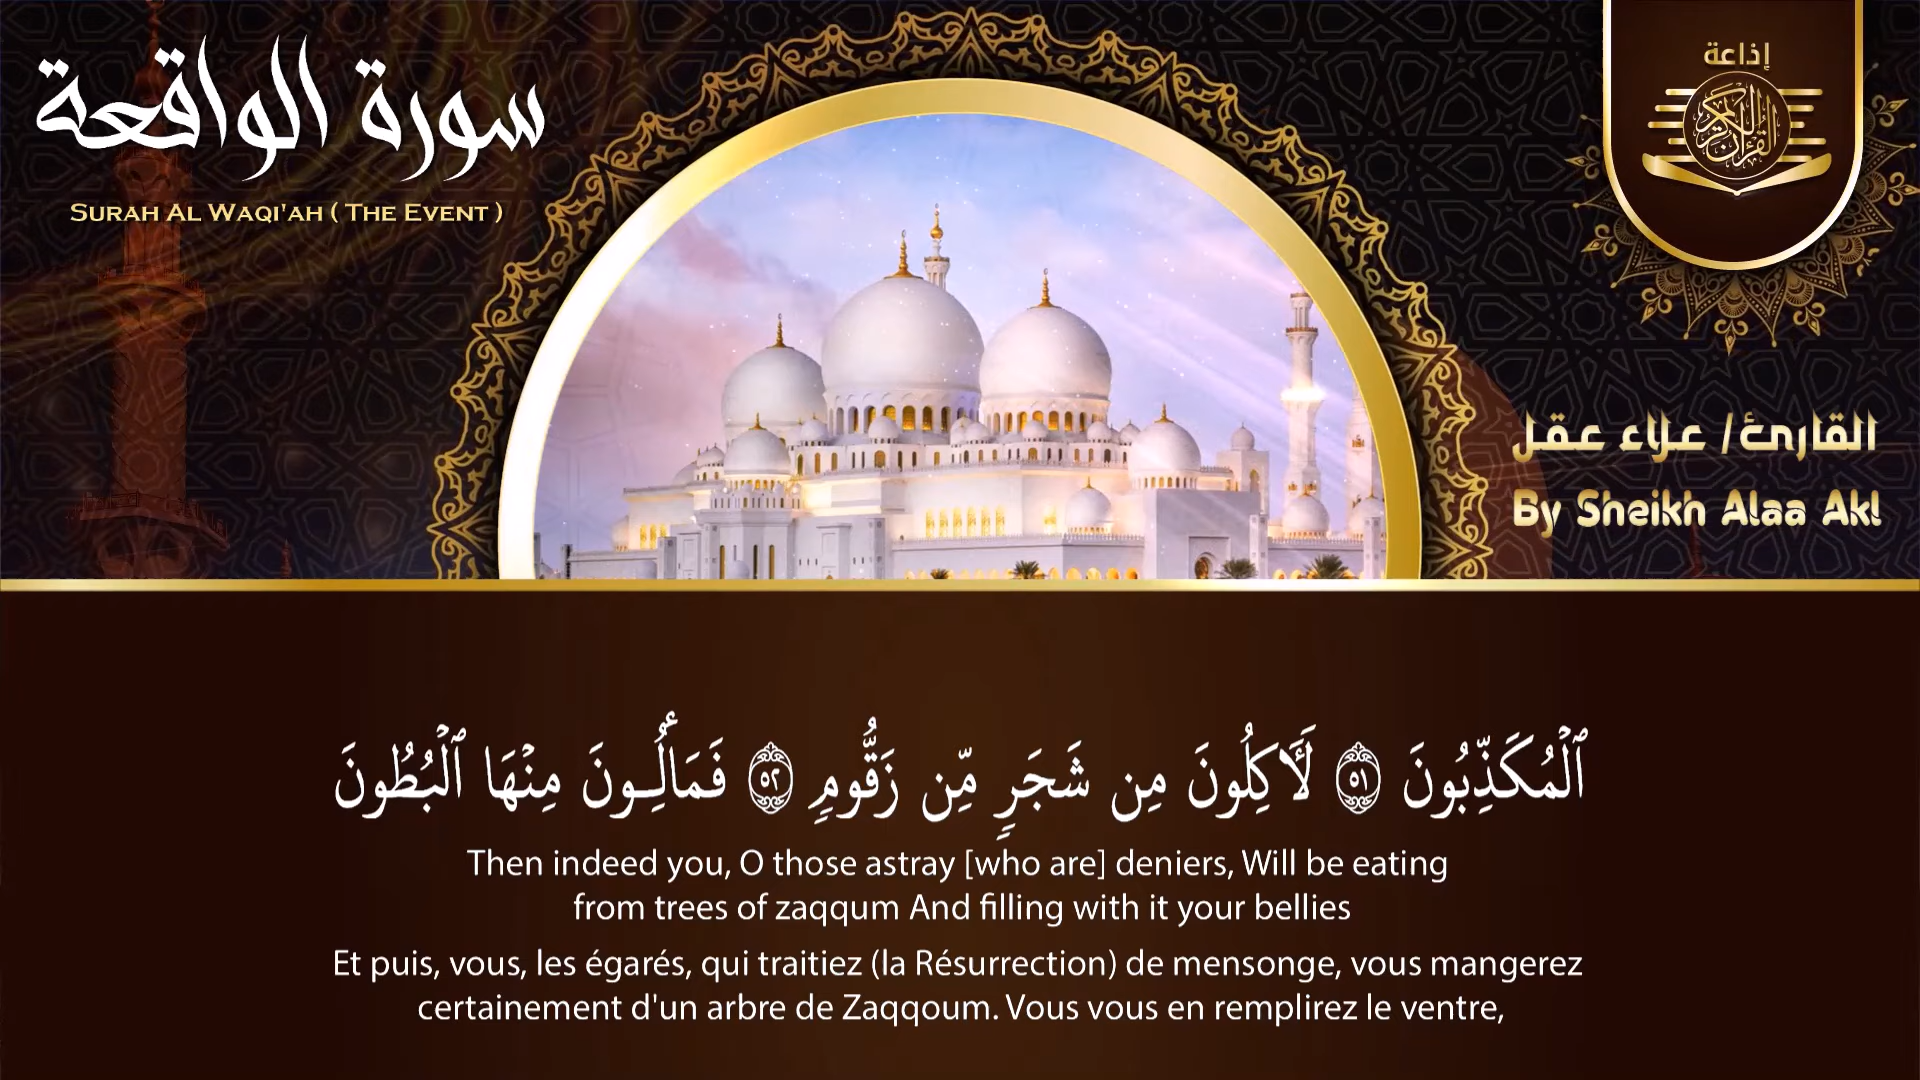 سورة الواقعة
SURAH AL WAQI'AH ( THE EVENT )
إذاعة
القرآن الكريم
القارئ/ علاء عقل
By Sheikh Alaa Akl
ٱلۡمُكَذِّبُونَ ٥١ لَأٓكِلُونَ مِن شَجَرٖ مِّن زَقُّومٖ ٥٢ فَمَالِـُٔونَ مِنۡهَا ٱلۡبُطُونَ
Then indeed you, O those astray [who are] deniers, Will be eating
from trees of zaqqum And filling with it your bellies
Et puis, vous, les égarés, qui traitiez (la Résurrection) de mensonge, vous mangerez
certainement d'un arbre de Zaqqoum. Vous vous en remplirez le ventre,